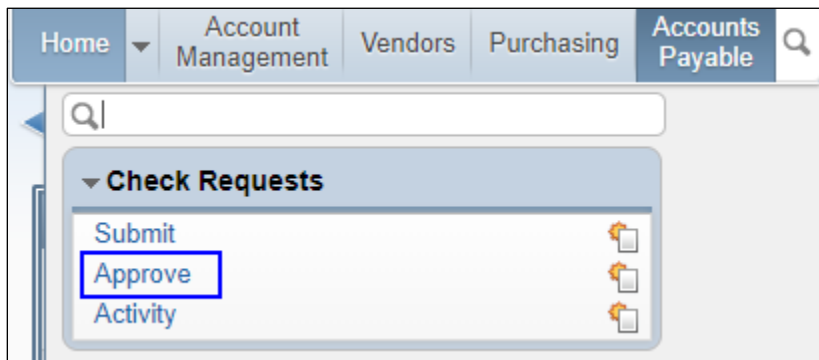 Home
Account
Management
Vendors
Purchasing
Accounts
Payable
Check Requests
Submit
Approve
Activity